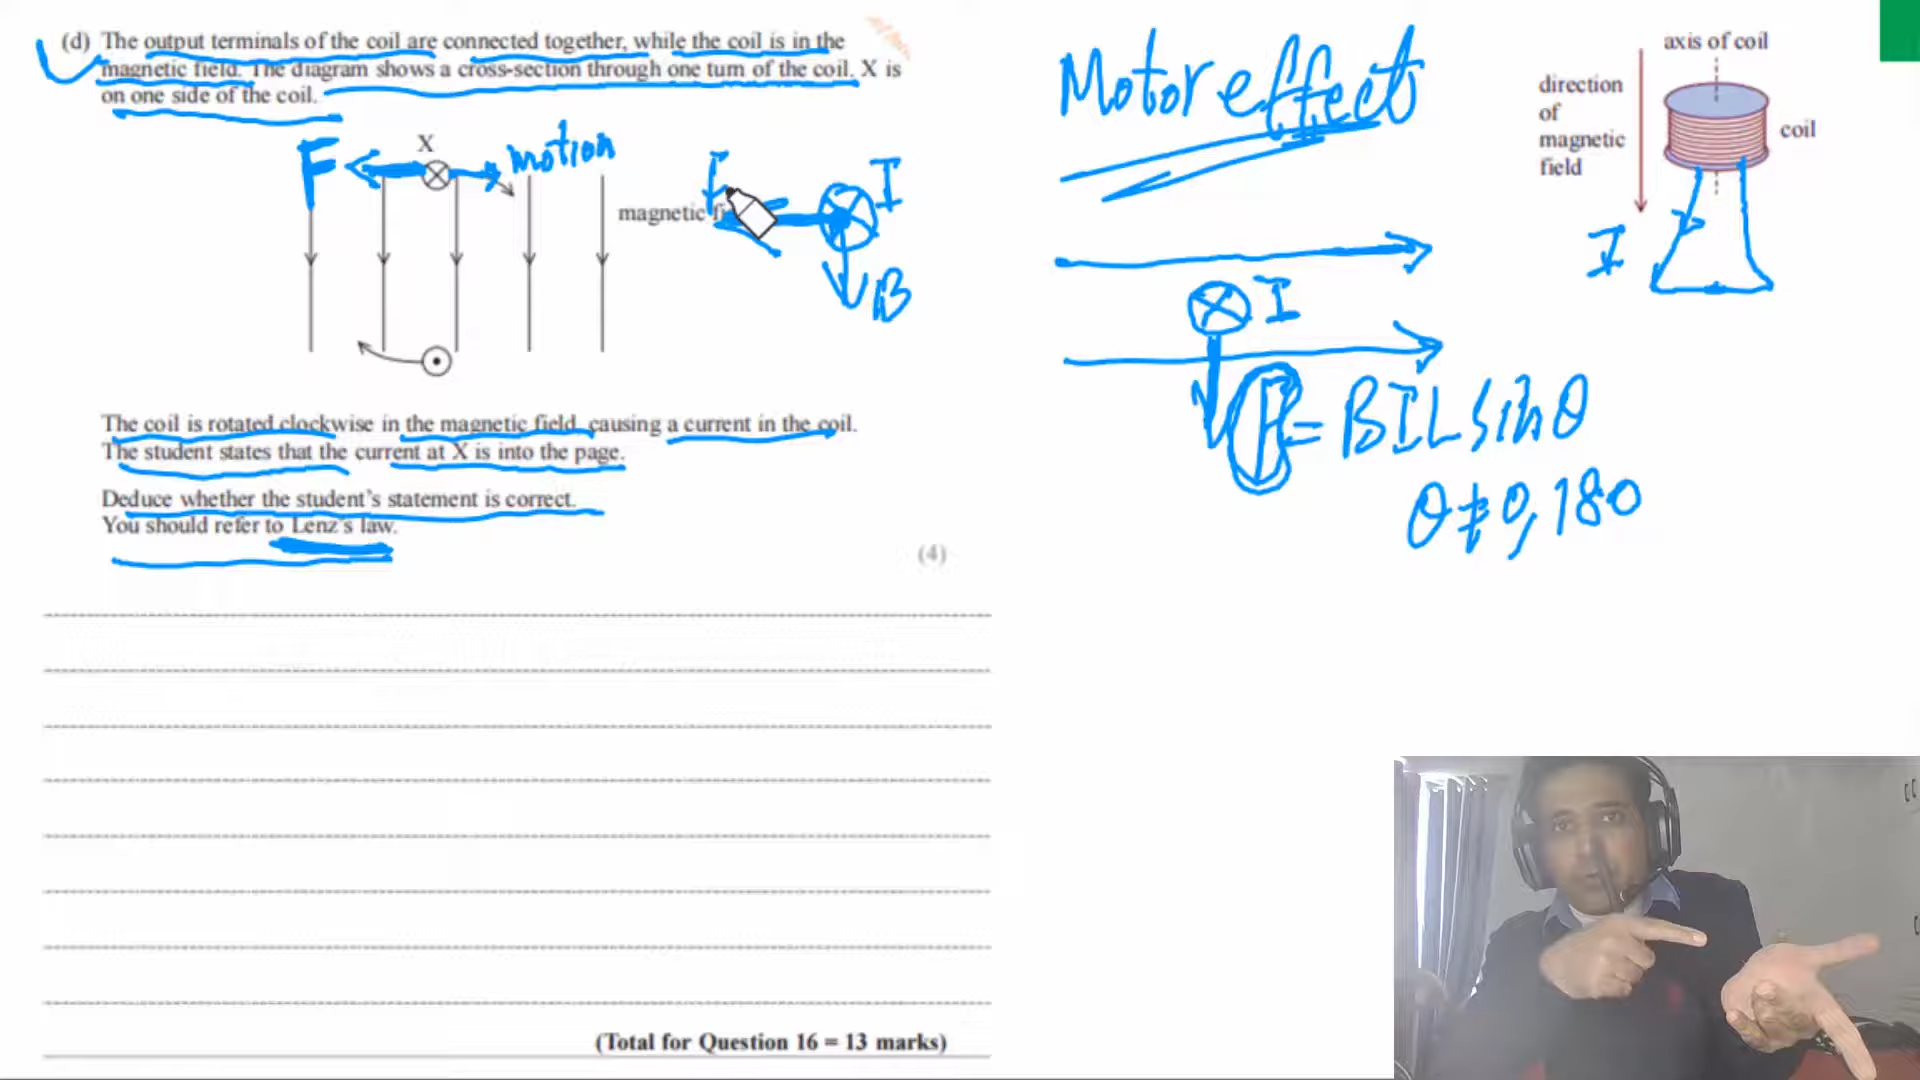 (d) The output terminals of the coil are connected together, while the coil is in the
magnetic field. The diagram shows a cross-section through one turn of the coil. X is
on one side of the coil.
X
F
motion
magnetic
I
B
The coil is rotated clockwise in the magnetic field, causing a current in the coil.
The student states that the current at X is into the page.
Deduce whether the student's statement is correct.
You should refer to Lenz's law.
(4)
(Total for Question 16 = 13 marks)
Motor effect
I
F = BIL sin θ
θ ≠ 0, 180
axis of coil
direction
of
magnetic
field
coil
I